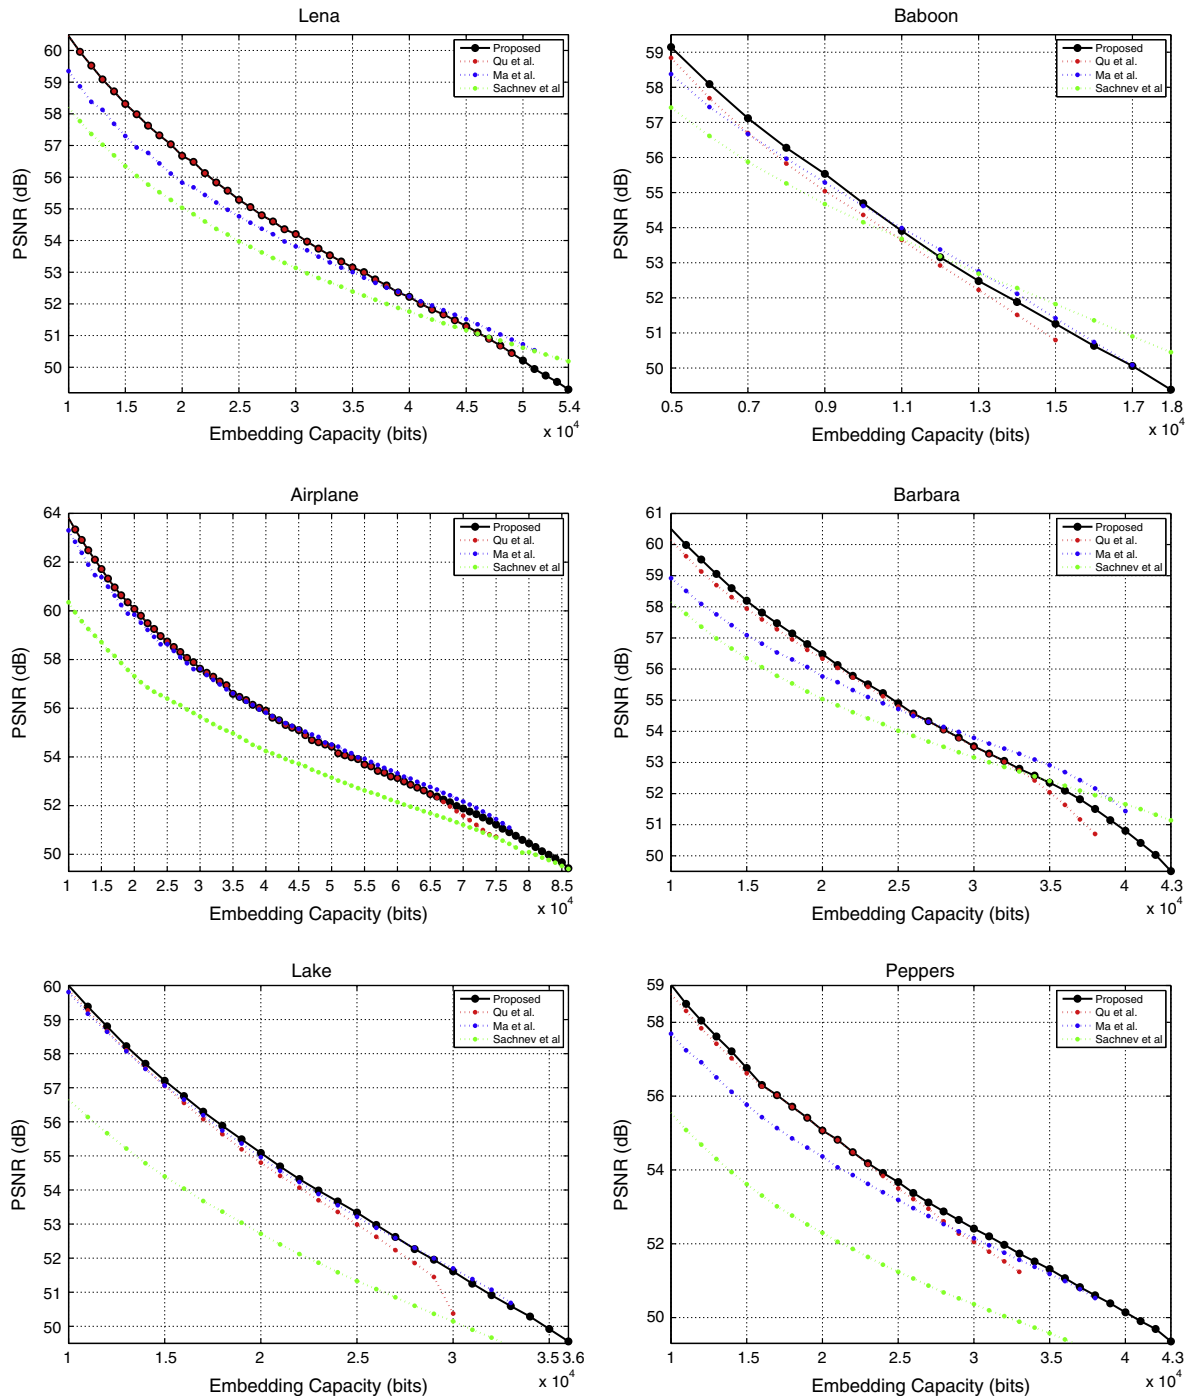 Lena
60
59
58
57
56
55
54
53
52
51
50
PSNR (dB)
Proposed
Qu et al.
Ma et al.
Sachnev et al
1 1.5 2 2.5 3 3.5 4 4.5 5 5.4
x 10^4
Embedding Capacity (bits)
Baboon
59
58
57
56
55
54
53
52
51
50
PSNR (dB)
Proposed
Qu et al.
Ma et al.
Sachnev et al
0.5 0.7 0.9 1.1 1.3 1.5 1.7 1.8
x 10^4
Embedding Capacity (bits)
Airplane
64
62
60
58
56
54
52
50
PSNR (dB)
Proposed
Qu et al.
Ma et al.
Sachnev et al
1 1.5 2 2.5 3 3.5 4 4.5 5 5.5 6 6.5 7 7.5 8 8.5
x 10^4
Embedding Capacity (bits)
Barbara
61
60
59
58
57
56
55
54
53
52
51
50
PSNR (dB)
Proposed
Qu et al.
Ma et al.
Sachnev et al
1 1.5 2 2.5 3 3.5 4 4.3
x 10^4
Embedding Capacity (bits)
Lake
60
59
58
57
56
55
54
53
52
51
50
PSNR (dB)
Proposed
Qu et al.
Ma et al.
Sachnev et al
1 1.5 2 2.5 3 3.5 3.6
x 10^4
Embedding Capacity (bits)
Peppers
59
58
56
54
52
50
PSNR (dB)
Proposed
Qu et al.
Ma et al.
Sachnev et al
1 1.5 2 2.5 3 3.5 4 4.3
x 10^4
Embedding Capacity (bits)